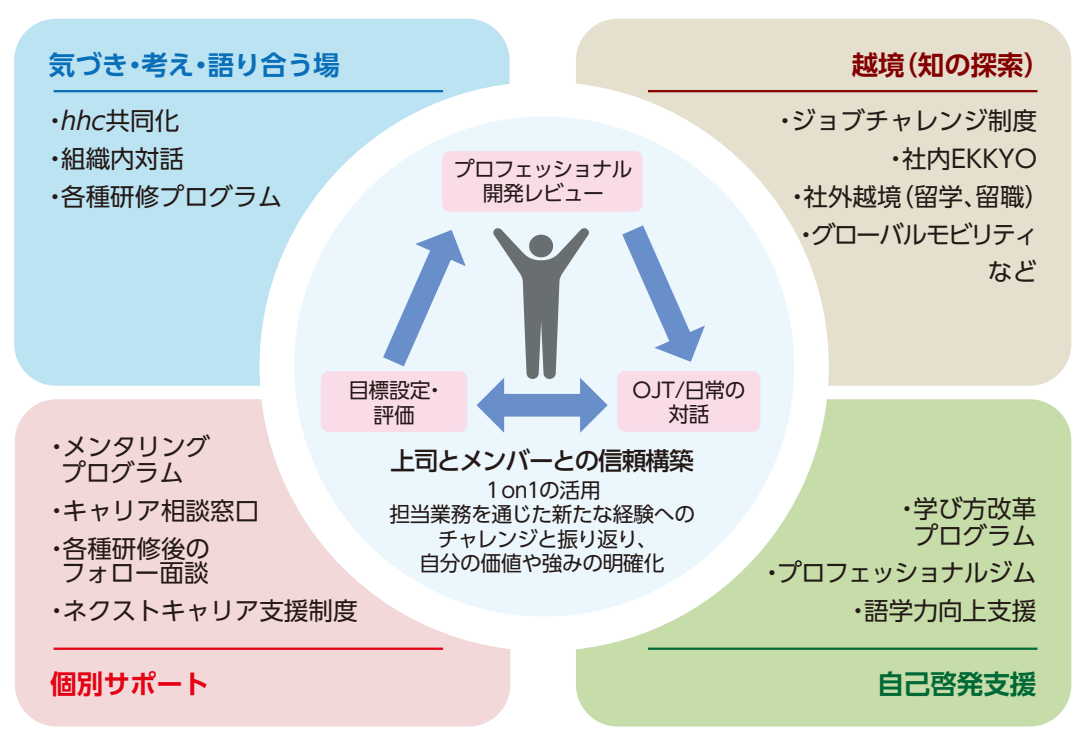 気づき・考え・語り合う場
・hhc共同化
・組織内対話
・各種研修プログラム
越境(知の探索)
・ジョブチャレンジ制度
・社内EKKYO
・社外越境(留学、留職)
・グローバルモビリティ
など
プロフェッショナル
開発レビュー
目標設定・
評価
OJT/日常の
対話
上司とメンバーとの信頼構築
1on1の活用
担当業務を通じた新たな経験への
チャレンジと振り返り、
自分の価値や強みの明確化
・メンタリング
プログラム
・キャリア相談窓口
・各種研修後の
フォロー面談
・ネクストキャリア支援制度
個別サポート
・学び方改革
プログラム
・プロフェッショナルジム
・語学力向上支援
自己啓発支援